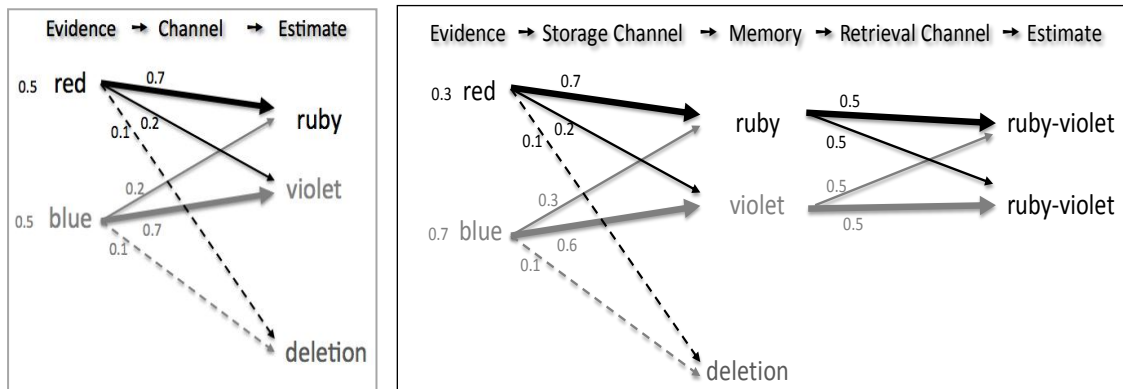 Evidence → Channel → Estimate
0.5 red
0.7
0.2
0.1
ruby
0.2
violet
0.5 blue
0.7
0.1
deletion
Evidence → Storage Channel → Memory → Retrieval Channel → Estimate
0.3 red
0.7
0.2
0.1
ruby
0.5
0.5
ruby-violet
0.3
violet
0.5
0.5
ruby-violet
0.7 blue
0.6
0.1
deletion